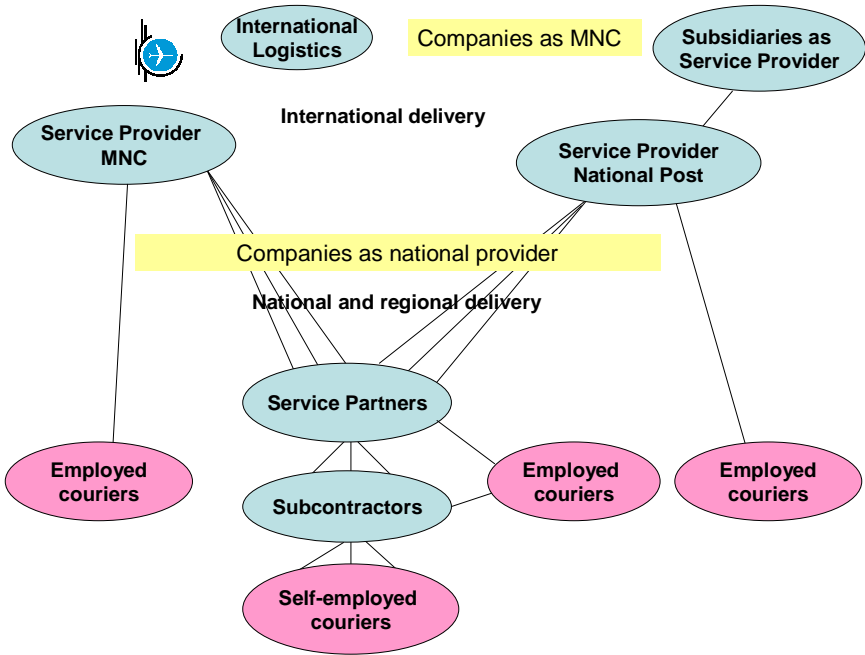 International
Logistics
Companies as MNC
Subsidiaries as
Service Provider
International delivery
Service Provider
MNC
Service Provider
National Post
Companies as national provider
National and regional delivery
Service Partners
Employed
couriers
Subcontractors
Employed
couriers
Employed
couriers
Self-employed
couriers